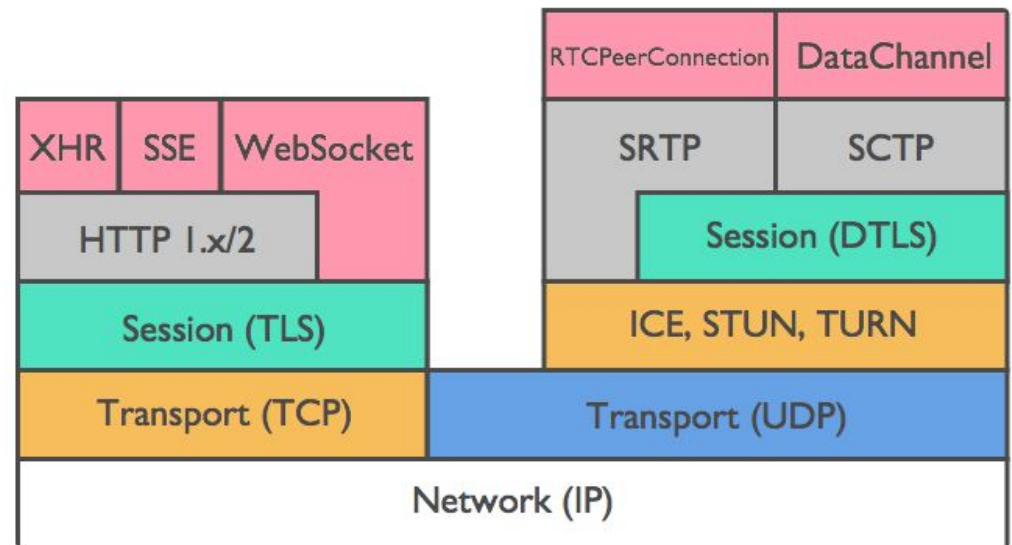 RTCPeerConnection DataChannel
XHR SSE WebSocket SRTP SCTP
HTTP 1.x/2 Session (DTLS)
Session (TLS) ICE, STUN, TURN
Transport (TCP) Transport (UDP)
Network (IP)